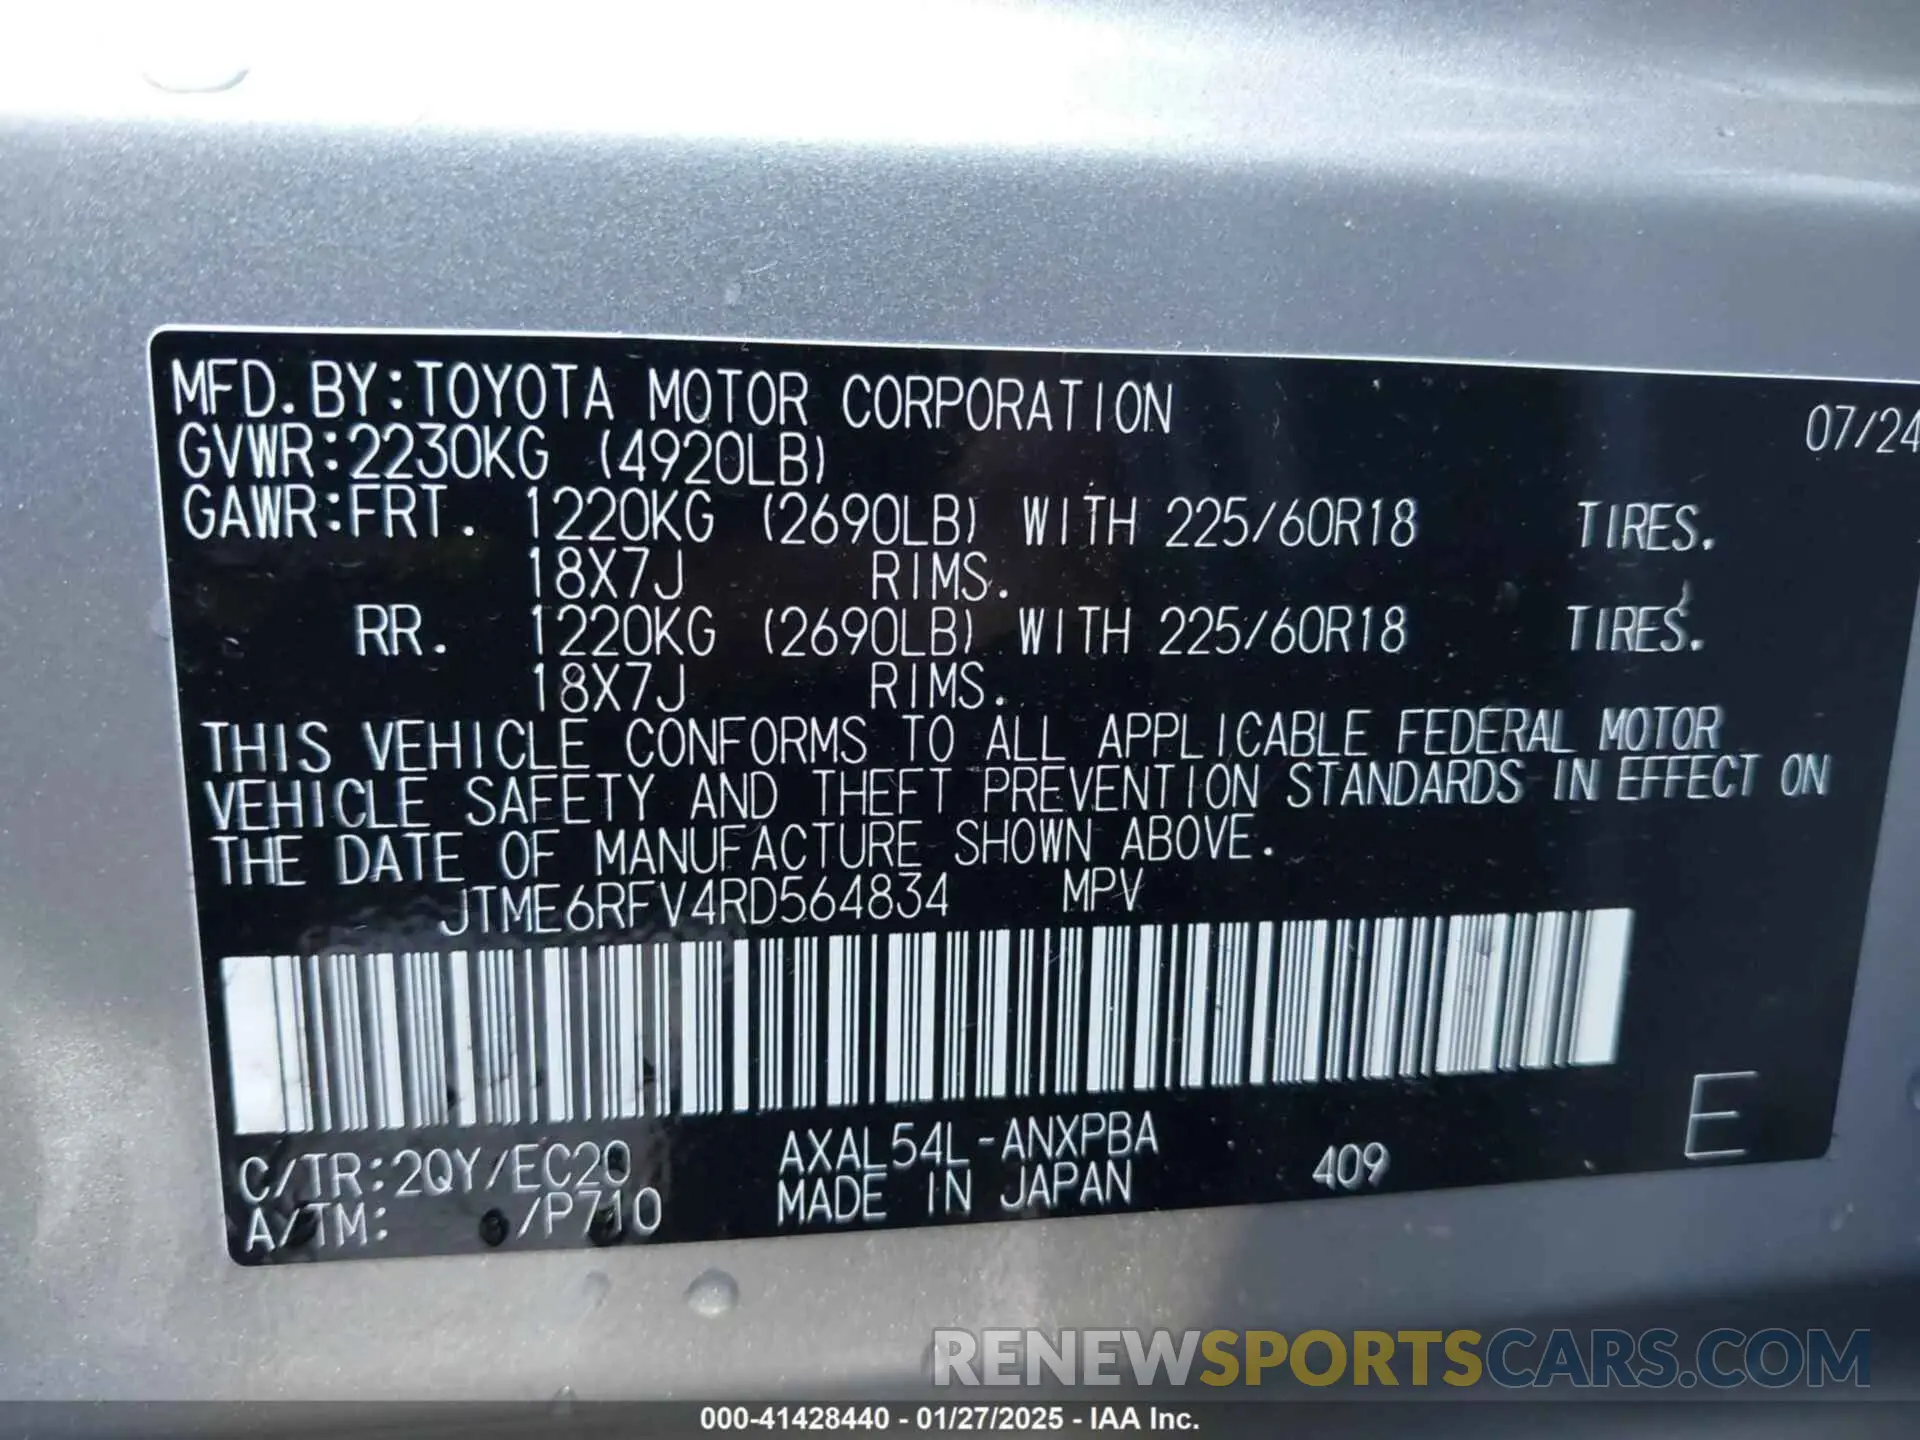 MFD.BY:TOYOTA MOTOR CORPORATION 07/24
GVWR:2230KG (4920LB)
GAWR:FRT. 1220KG (2690LB) WITH 225/60R18 TIRES.
18X7J RIMS.
RR. 1220KG (2690LB) WITH 225/60R18 TIRES.
18X7J RIMS.
THIS VEHICLE CONFORMS TO ALL APPLICABLE FEDERAL MOTOR
VEHICLE SAFETY AND THEFT PREVENTION STANDARDS IN EFFECT ON
THE DATE OF MANUFACTURE SHOWN ABOVE.
JTME6RFV4RD564834 MPV
C/TR:2QY/EC20 AXAL54L-ANXPBA 409 E
A/TM: /P710 MADE IN JAPAN
RENEWSPORTSCARS.COM
000-41428440 - 01/27/2025 - IAA Inc.